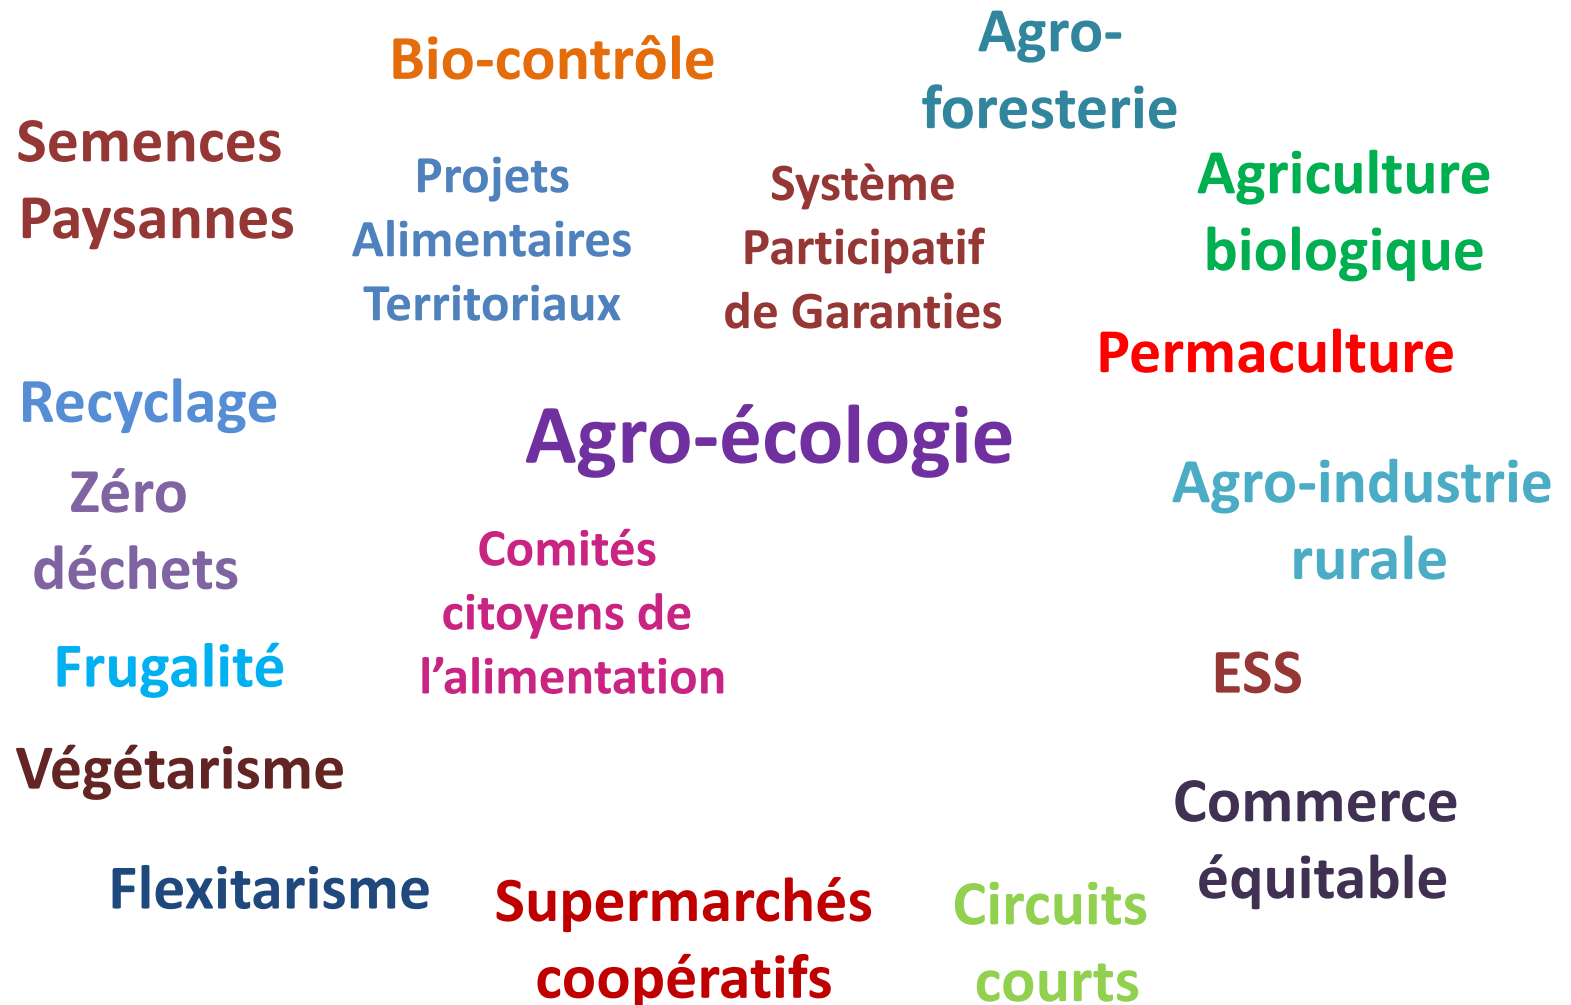 Bio-contrôle
Agro-
foresterie
Semences
Paysannes
Projets
Alimentaires
Territoriaux
Système
Participatif
de Garanties
Agriculture
biologique
Permaculture
Recyclage
Agro-écologie
Zéro
déchets
Agro-industrie
rurale
Comités
citoyens de
l’alimentation
Frugalité
ESS
Végétarisme
Commerce
équitable
Flexitarisme
Supermarchés
coopératifs
Circuits
courts